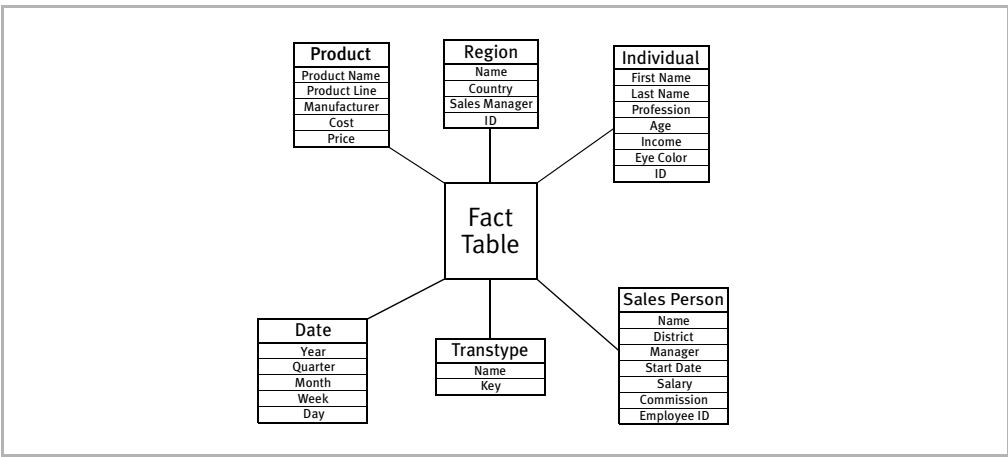 Product
Product Name
Product Line
Manufacturer
Cost
Price
Region
Name
Country
Sales Manager
ID
Individual
First Name
Last Name
Profession
Age
Income
Eye Color
ID
Fact
Table
Date
Year
Quarter
Month
Week
Day
Transtype
Name
Key
Sales Person
Name
District
Manager
Start Date
Salary
Commission
Employee ID